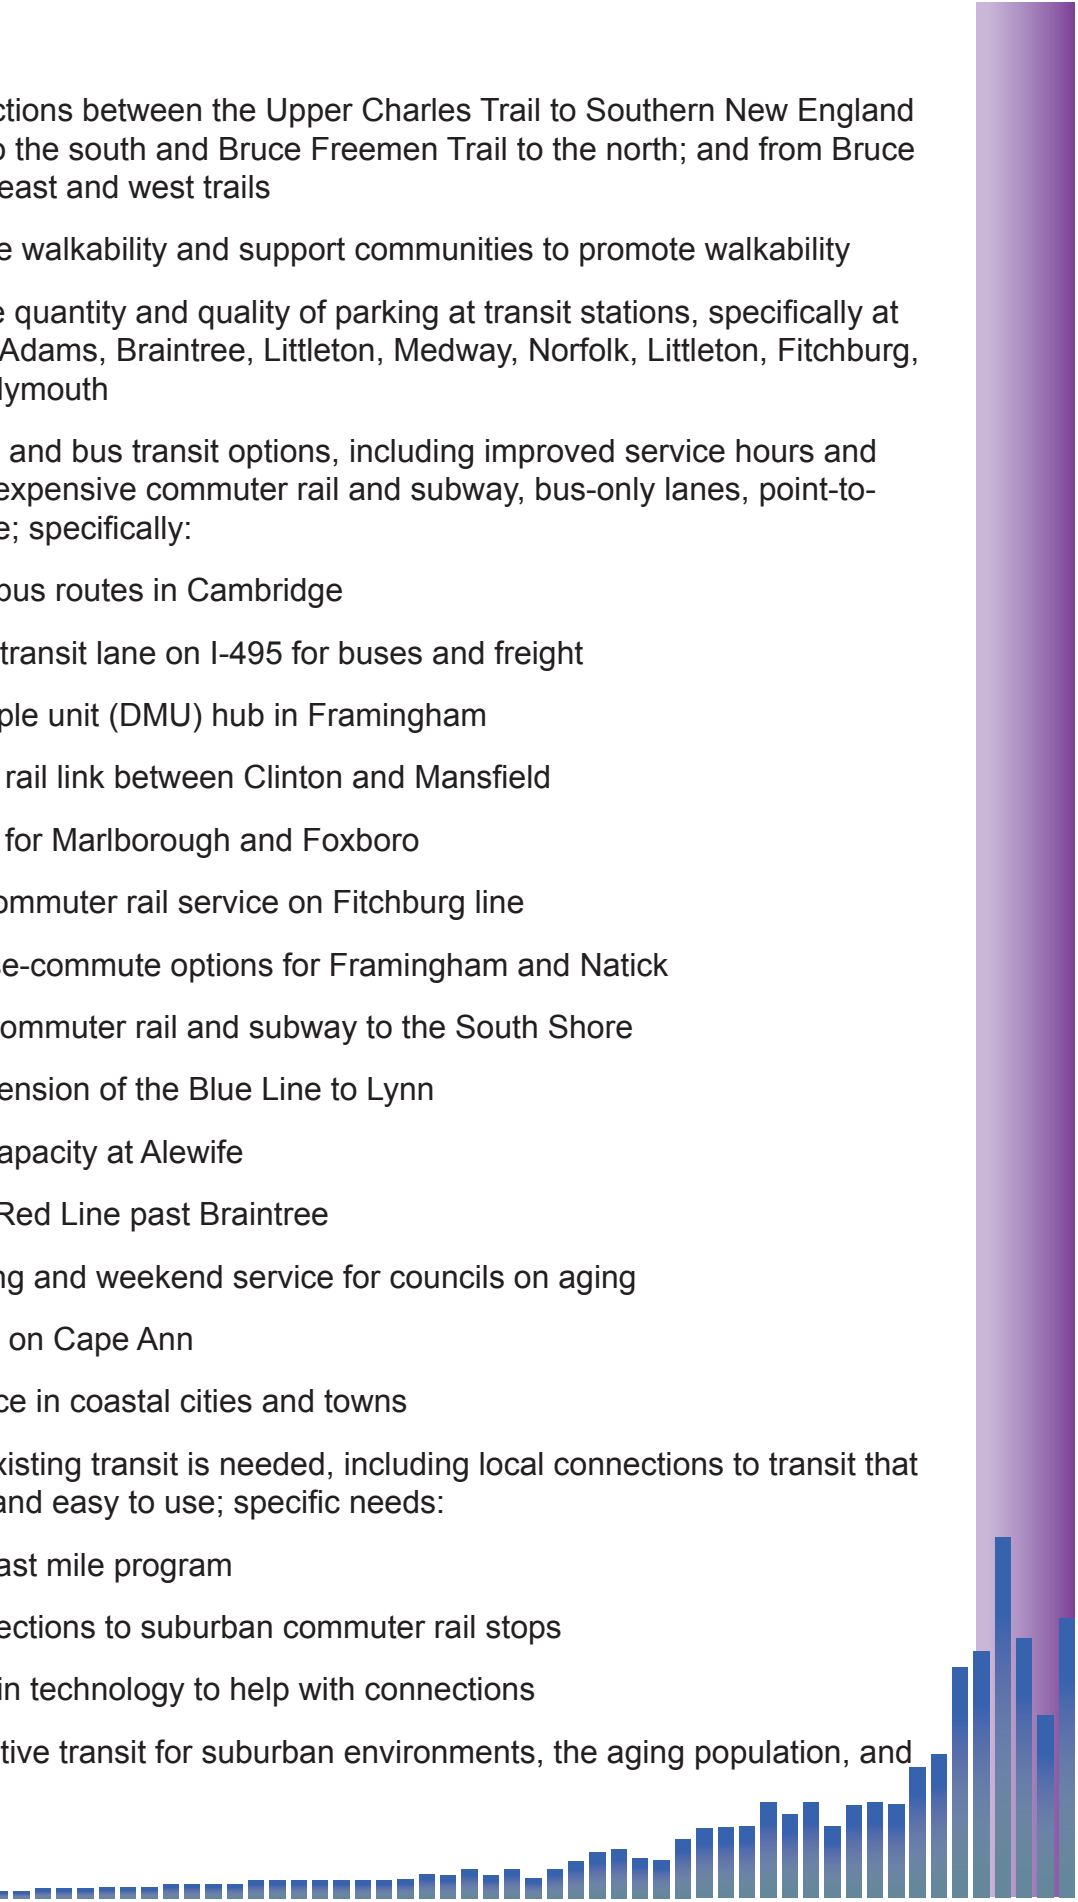 ctions between the Upper Charles Trail to Southern New England
o the south and Bruce Freemen Trail to the north; and from Bruce
east and west trails
e walkability and support communities to promote walkability
e quantity and quality of parking at transit stations, specifically at
Adams, Braintree, Littleton, Medway, Norfolk, Littleton, Fitchburg,
lymouth
and bus transit options, including improved service hours and
expensive commuter rail and subway, bus-only lanes, point-to-
e; specifically:
bus routes in Cambridge
transit lane on I-495 for buses and freight
ple unit (DMU) hub in Framingham
rail link between Clinton and Mansfield
for Marlborough and Foxboro
ommuter rail service on Fitchburg line
se-commute options for Framingham and Natick
ommuter rail and subway to the South Shore
ension of the Blue Line to Lynn
apacity at Alewife
Red Line past Braintree
ng and weekend service for councils on aging
on Cape Ann
ce in coastal cities and towns
xisting transit is needed, including local connections to transit that
and easy to use; specific needs:
ast mile program
ections to suburban commuter rail stops
in technology to help with connections
tive transit for suburban environments, the aging population, and